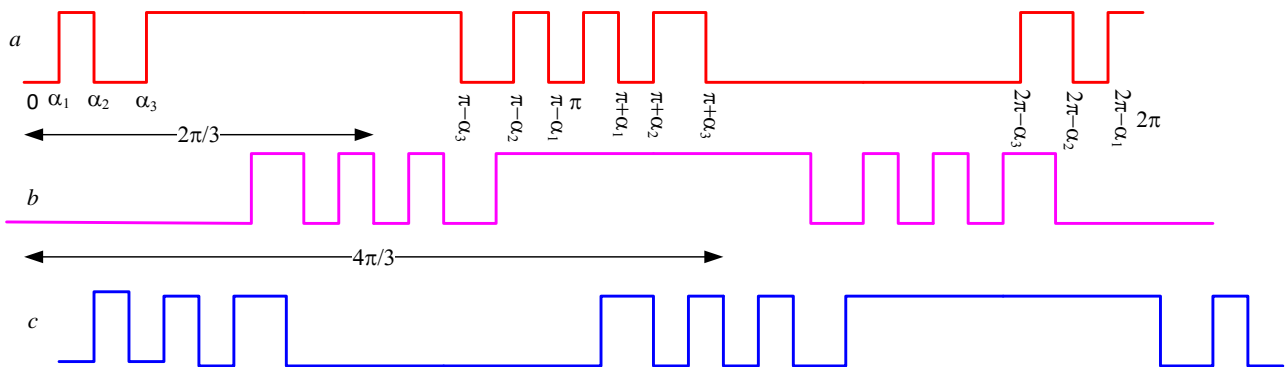 a
0 α₁ α₂ α₃ π−α₃ π−α₂ π−α₁ π π+α₁ π+α₂ π+α₃ 2π−α₃ 2π−α₂ 2π−α₁ 2π
2π/3
b
4π/3
c